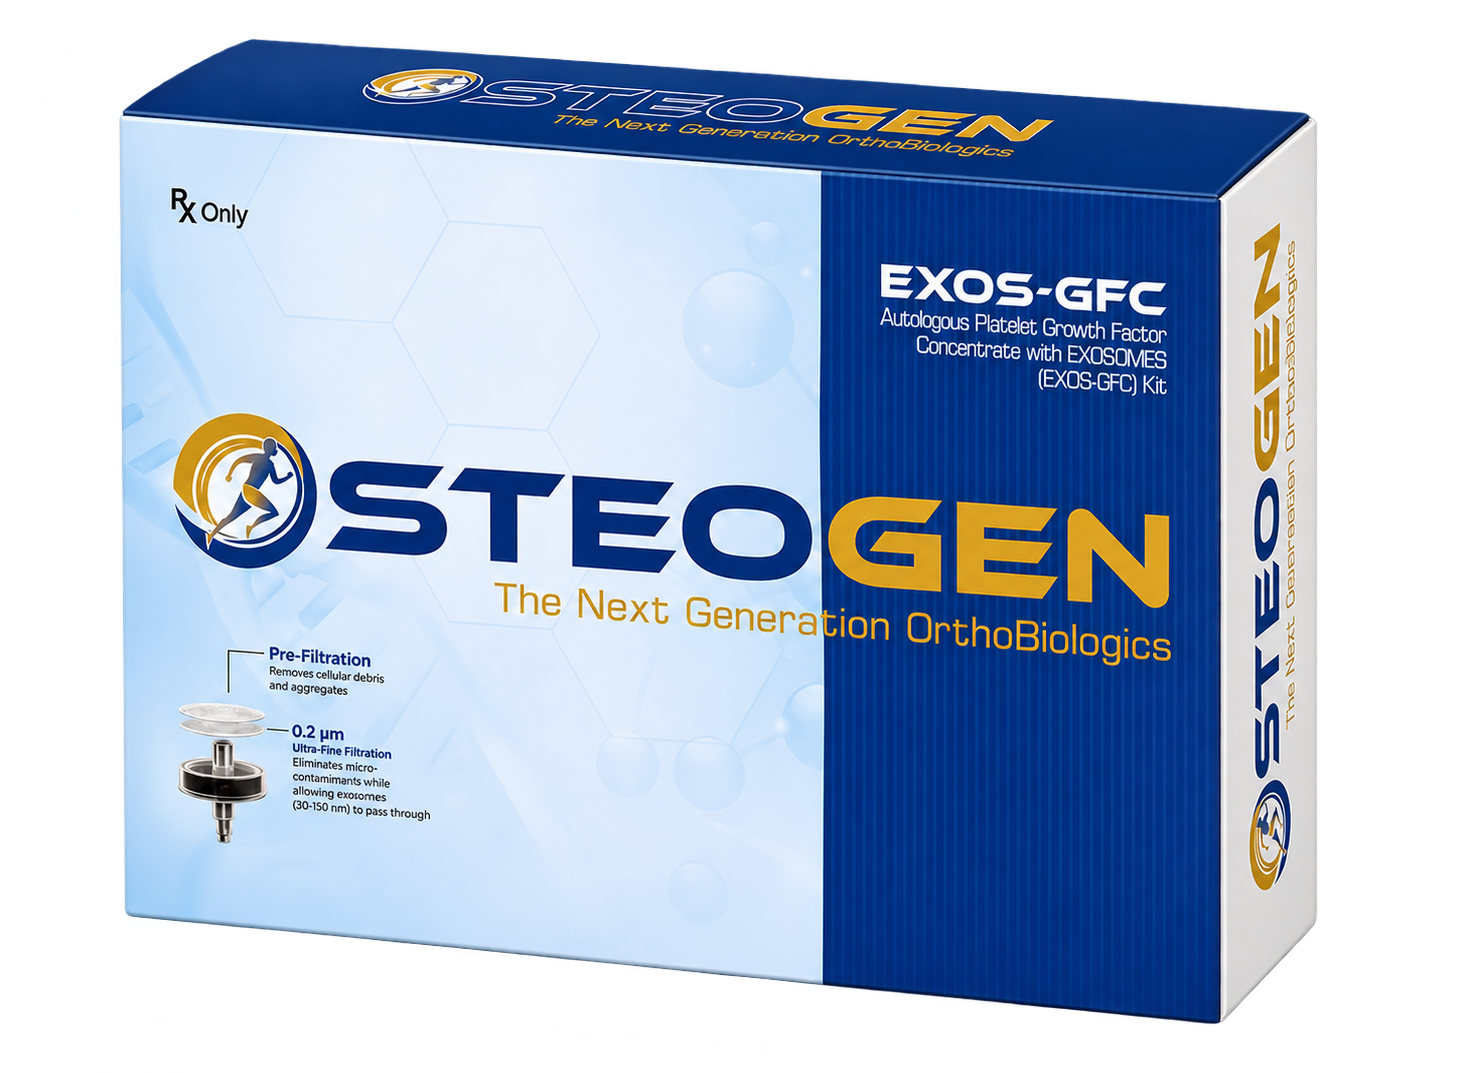 OSTEOGEN
The Next Generation OrthoBiologics
Rx Only
EXOS-GFC
Autologous Platelet Growth Factor
Concentrate with EXOSOMES
(EXOS-GFC) Kit
OSTEOGEN
The Next Generation OrthoBiologics
Pre-Filtration
Removes cellular debris
and aggregates
0.2 µm
Ultra-Fine Filtration
Eliminates micro-
contamimants while
allowing exosomes
(30-150 nm) to pass through
OSTEOGEN
The Next Generation OrthoBiologics